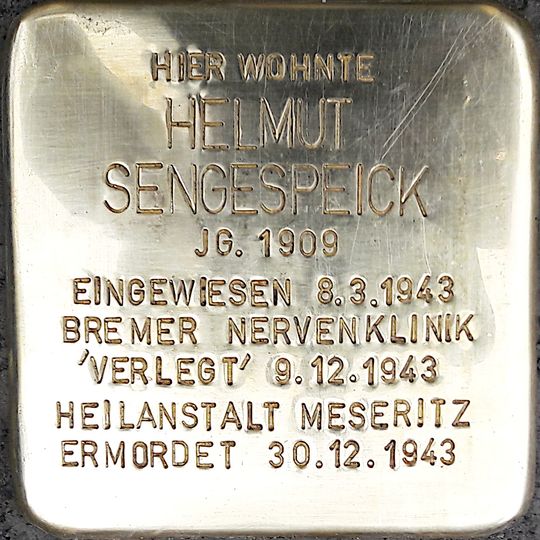 HIER WOHNTE
HELMUT
SENGESPEICK
JG. 1909
EINGEWIESEN 8.3.1943
BREMER NERVENKLINIK
'VERLEGT' 9.12.1943
HEILANSTALT MESERITZ
ERMORDET 30.12.1943